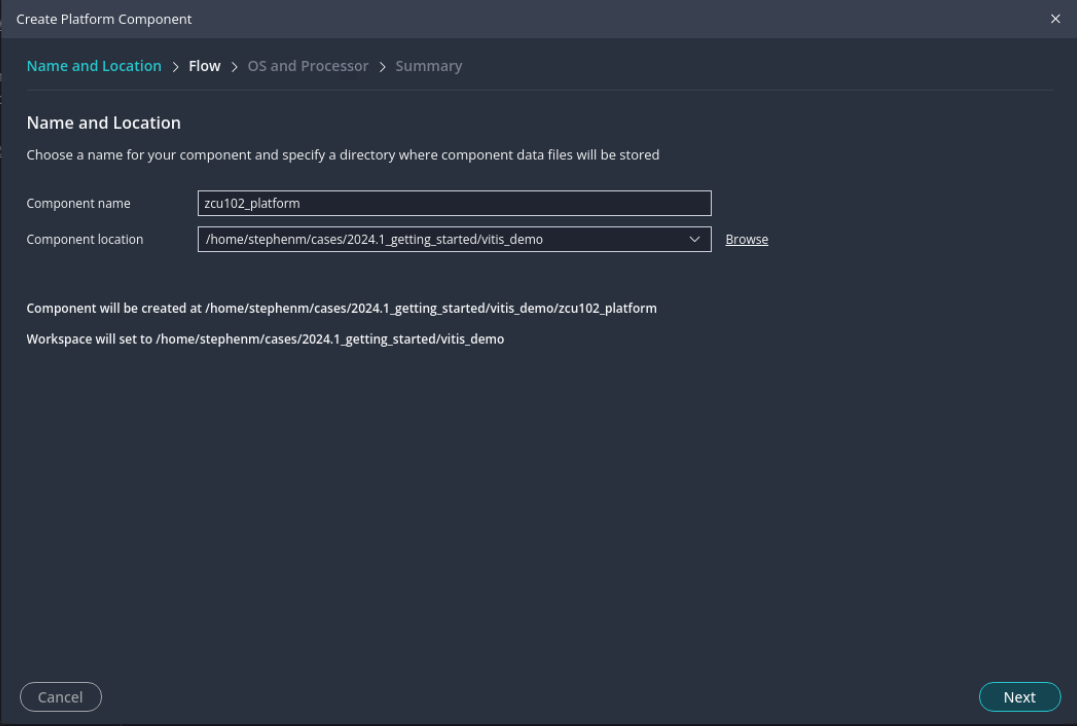 Create Platform Component
Name and Location > Flow > OS and Processor > Summary
Name and Location
Choose a name for your component and specify a directory where component data files will be stored
Component name zcu102_platform
Component location /home/stephenm/cases/2024.1_getting_started/vitis_demo Browse
Component will be created at /home/stephenm/cases/2024.1_getting_started/vitis_demo/zcu102_platform
Workspace will set to /home/stephenm/cases/2024.1_getting_started/vitis_demo
Cancel Next